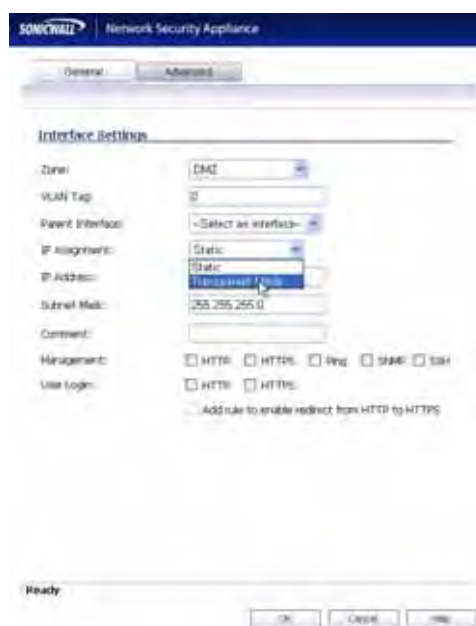 SONICWALL | Network Security Appliance
General Advanced
Interface Settings
Zone: DMZ
VLAN Tag: 0
Parent Interface: --Select an interface--
IP Assignment: Static
Static
Transparent Mode
IP Address:
Subnet Mask: 255.255.255.0
Comment:
Management: HTTP HTTPS Ping SNMP SSH
User Login: HTTP HTTPS
Add rule to enable redirect from HTTP to HTTPS
Ready
OK Cancel Help